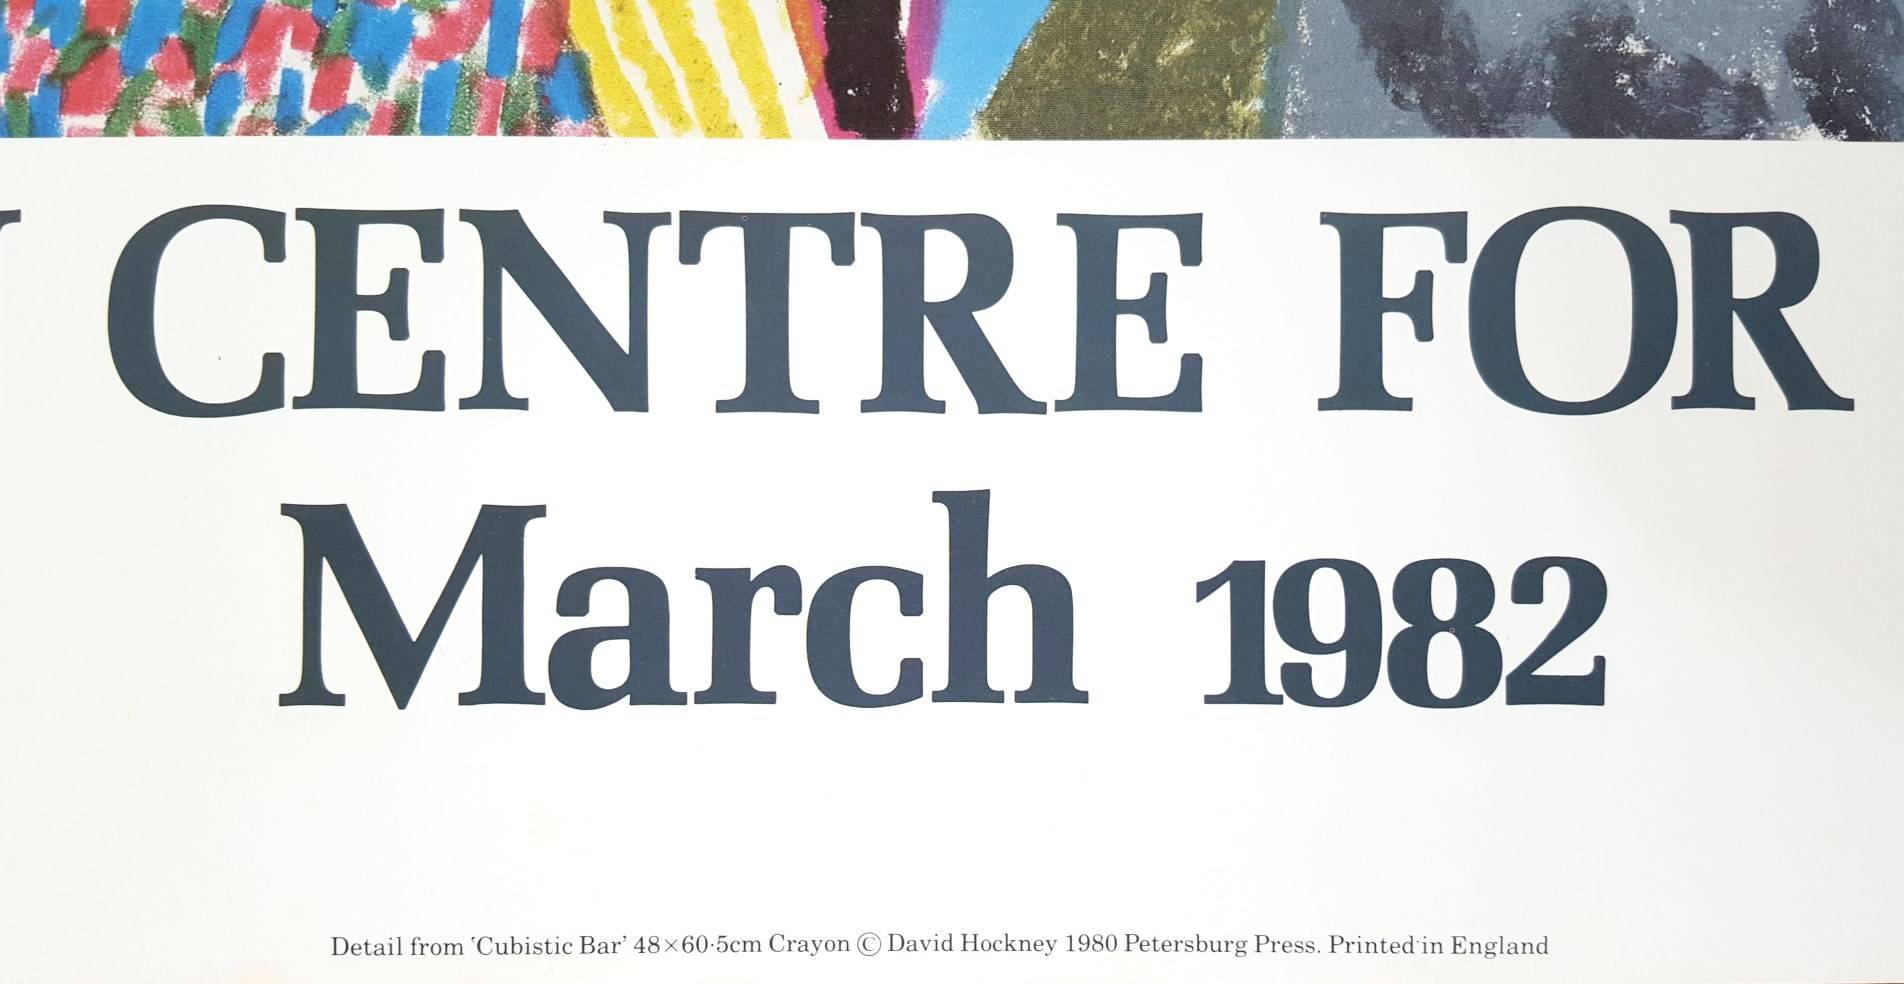 CENTRE FOR
March 1982
Detail from 'Cubistic Bar' 48×60·5cm Crayon © David Hockney 1980 Petersburg Press. Printed in England